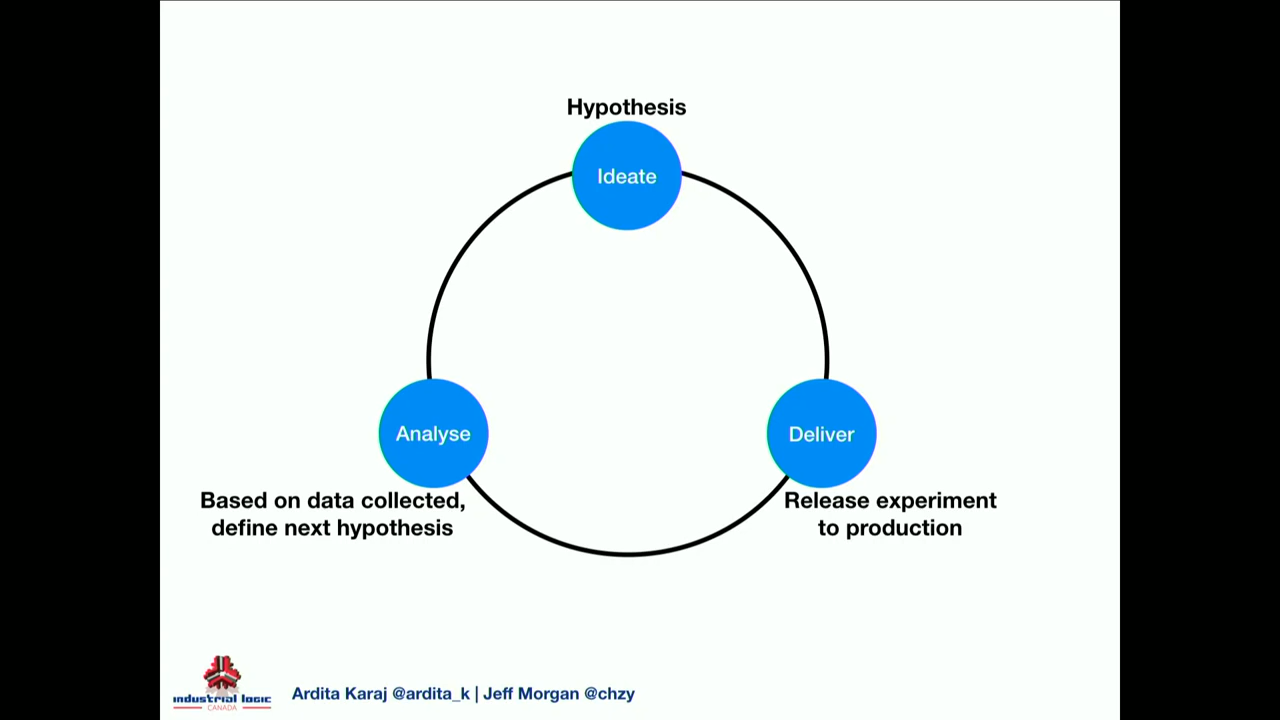 Hypothesis
Ideate
Analyse
Deliver
Based on data collected,
define next hypothesis
Release experiment
to production
industrial logic
CANADA
Ardita Karaj @ardita_k | Jeff Morgan @chzy